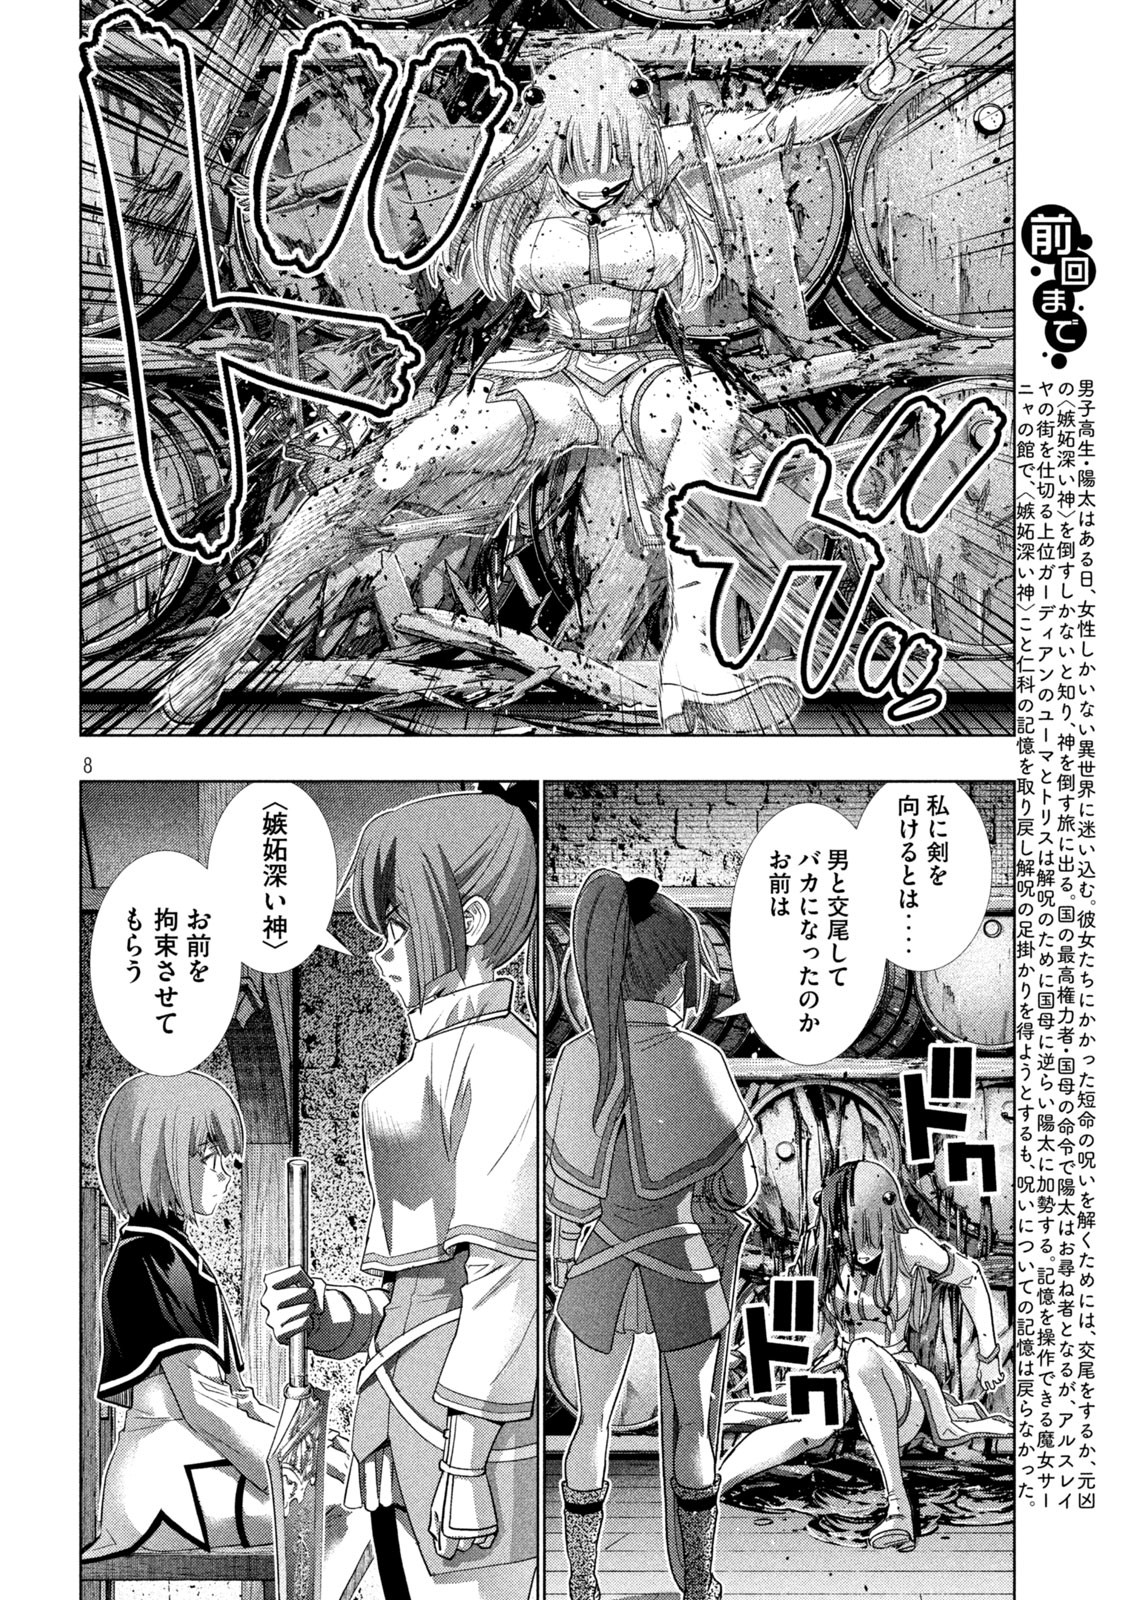 前回まで
男子高生・陽太はある日、女性しかいない異世界に迷い込む。彼女たちにかかった短命の呪いを解くためには、交尾をするか、元凶
の〈嫉妬深い神〉を倒すしかないと知り、神を倒す旅に出る。国の最高権力者・国母の命令で陽太はお尋ね者となるが、アルスレイ
ヤの街を仕切る上位ガーディアンのユーマとトリスは解呪のために国母に逆らい陽太に加勢する。記憶を操作できる魔女サー
ニャの館で、〈嫉妬深い神〉こと仁科の記憶を取り戻し解呪の足掛かりを得ようとするも、呪いについての記憶は戻らなかった。
ドガッ
ガシャ
8
私に剣を
向けるとは‥‥
男と交尾して
バカになったのか
お前は
ドク
ドク
〈嫉妬深い神〉
お前を
拘束させて
もらう